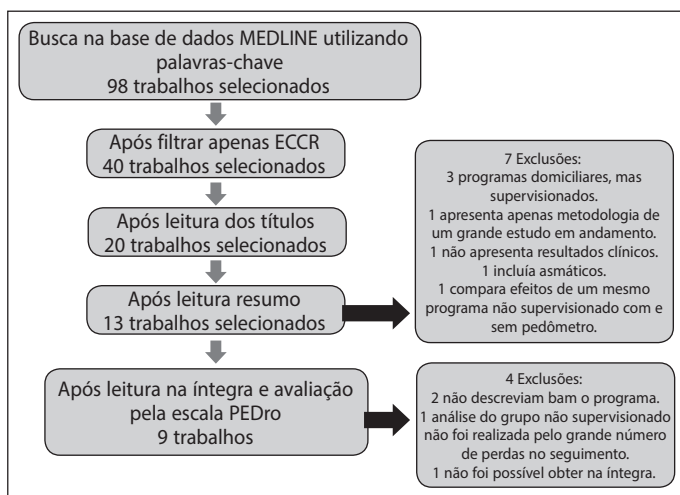 Busca na base de dados MEDLINE utilizando
palavras-chave
98 trabalhos selecionados
Após filtrar apenas ECCR
40 trabalhos selecionados
Após leitura dos títulos
20 trabalhos selecionados
Após leitura resumo
13 trabalhos selecionados
7 Exclusões:
3 programas domiciliares, mas
supervisionados.
1 apresenta apenas metodologia de
um grande estudo em andamento.
1 não apresenta resultados clínicos.
1 incluía asmáticos.
1 compara efeitos de um mesmo
programa não supervisionado com e
sem pedômetro.
Após leitura na íntegra e avaliação
pela escala PEDro
9 trabalhos
4 Exclusões:
2 não descreviam bam o programa.
1 análise do grupo não supervisionado
não foi realizada pelo grande número
de perdas no seguimento.
1 não foi possível obter na íntegra.